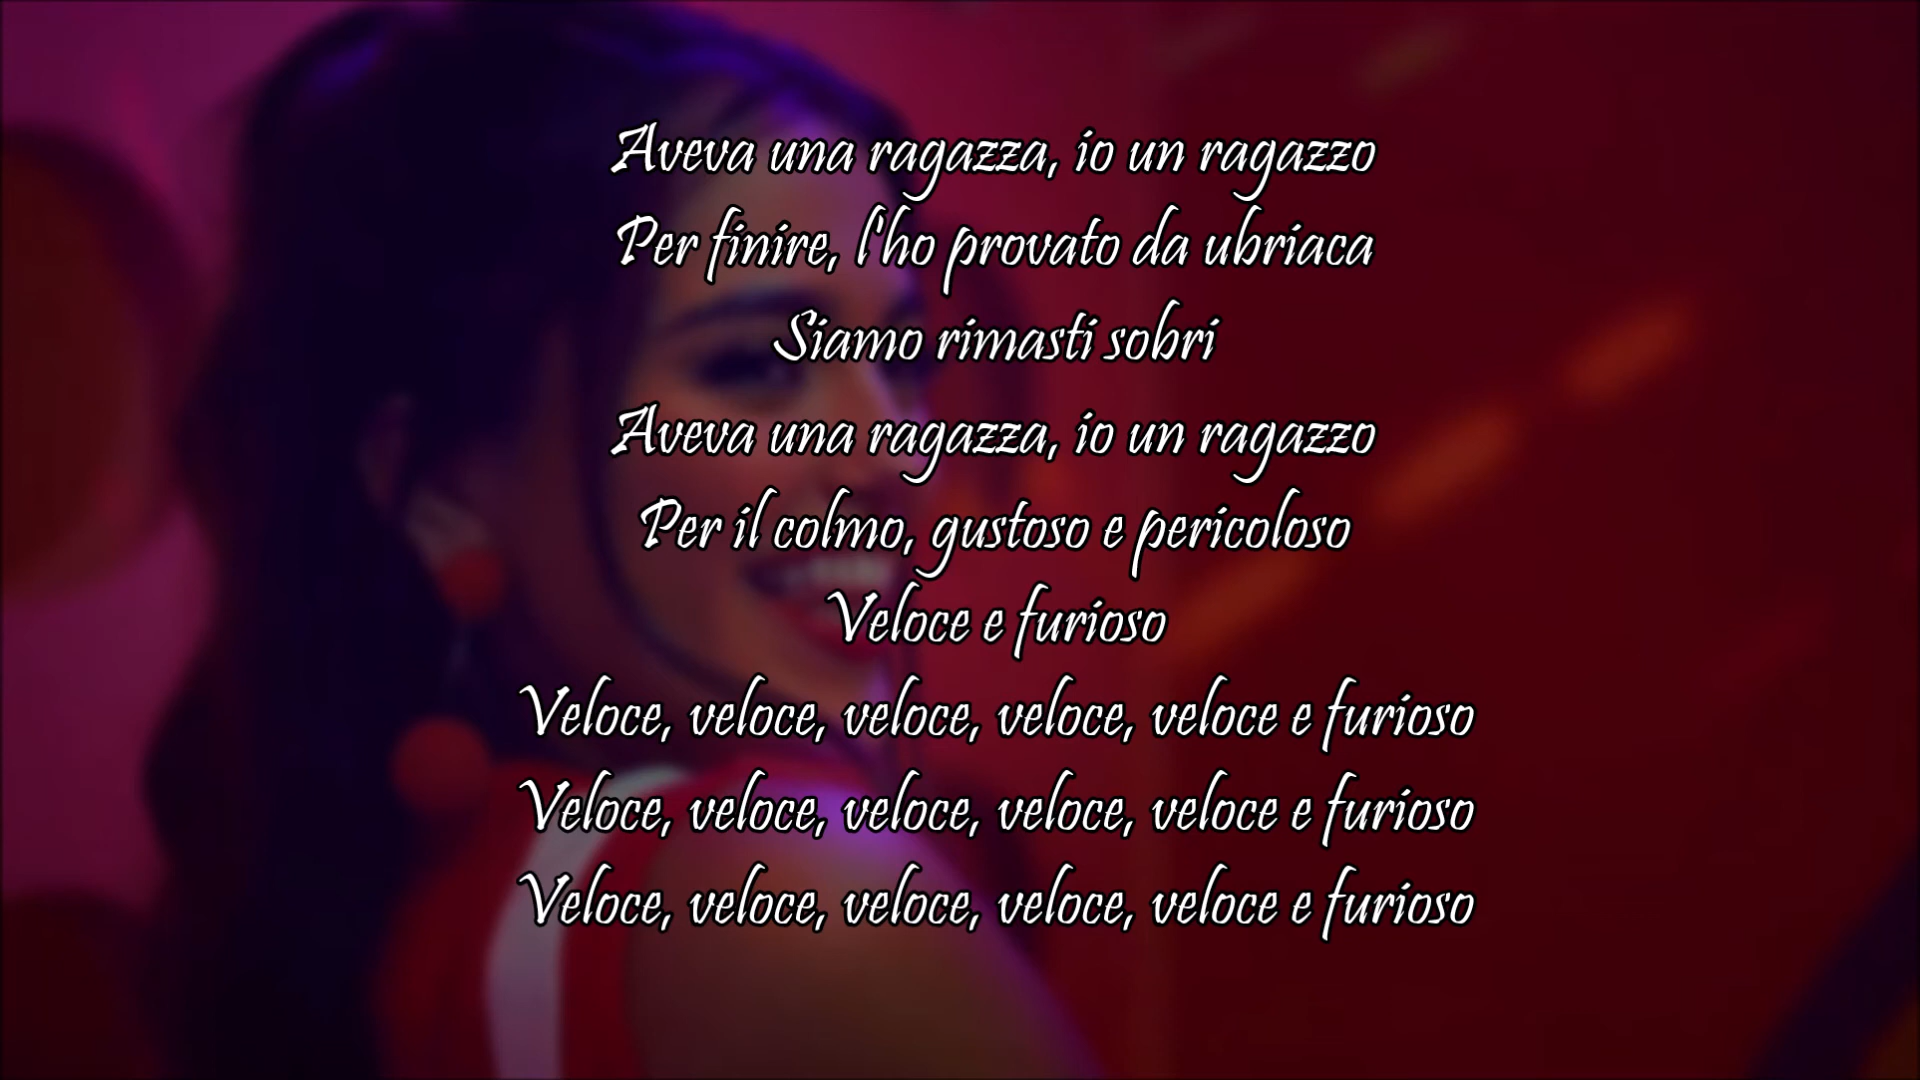 Aveva una ragazza, io un ragazzo
Per finire, l'ho provato da ubriaca
Siamo rimasti sobri
Aveva una ragazza, io un ragazzo
Per il colmo, gustoso e pericoloso
Veloce e furioso
Veloce, veloce, veloce, veloce, veloce e furioso
Veloce, veloce, veloce, veloce, veloce e furioso
Veloce, veloce, veloce, veloce, veloce e furioso